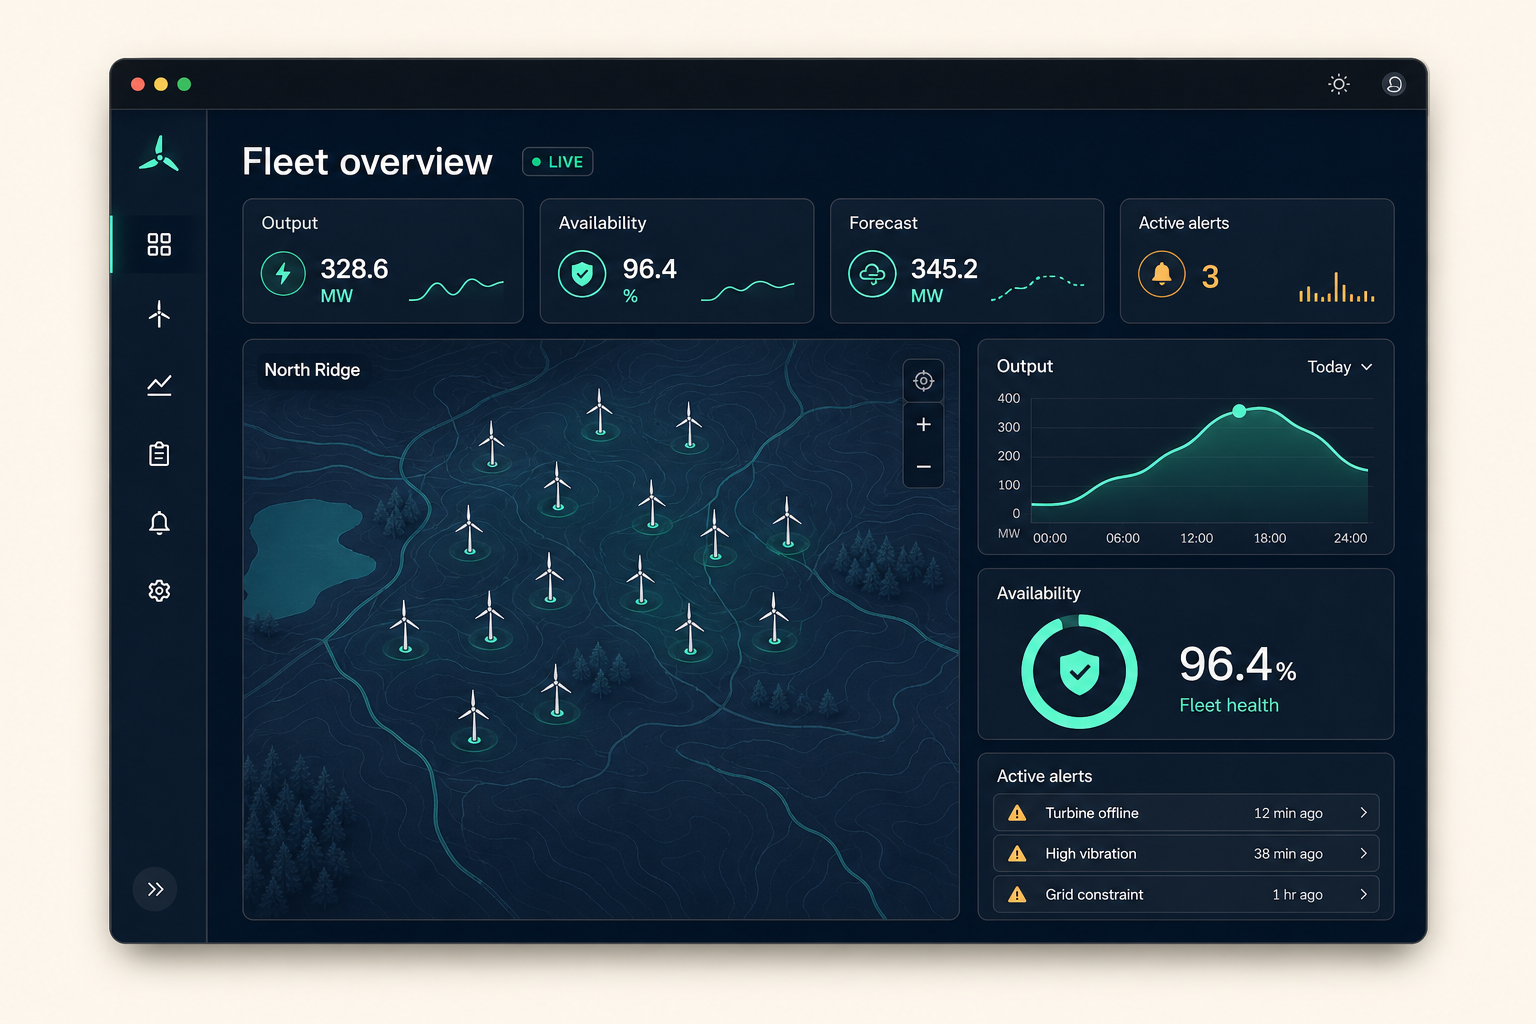 Fleet overview
LIVE
Output
328.6
MW
Availability
96.4
%
Forecast
345.2
MW
Active alerts
3
North Ridge
+
−
Output
Today
400
300
200
100
0
MW
00:00 06:00 12:00 18:00 24:00
Availability
96.4%
Fleet health
Active alerts
Turbine offline 12 min ago
High vibration 38 min ago
Grid constraint 1 hr ago